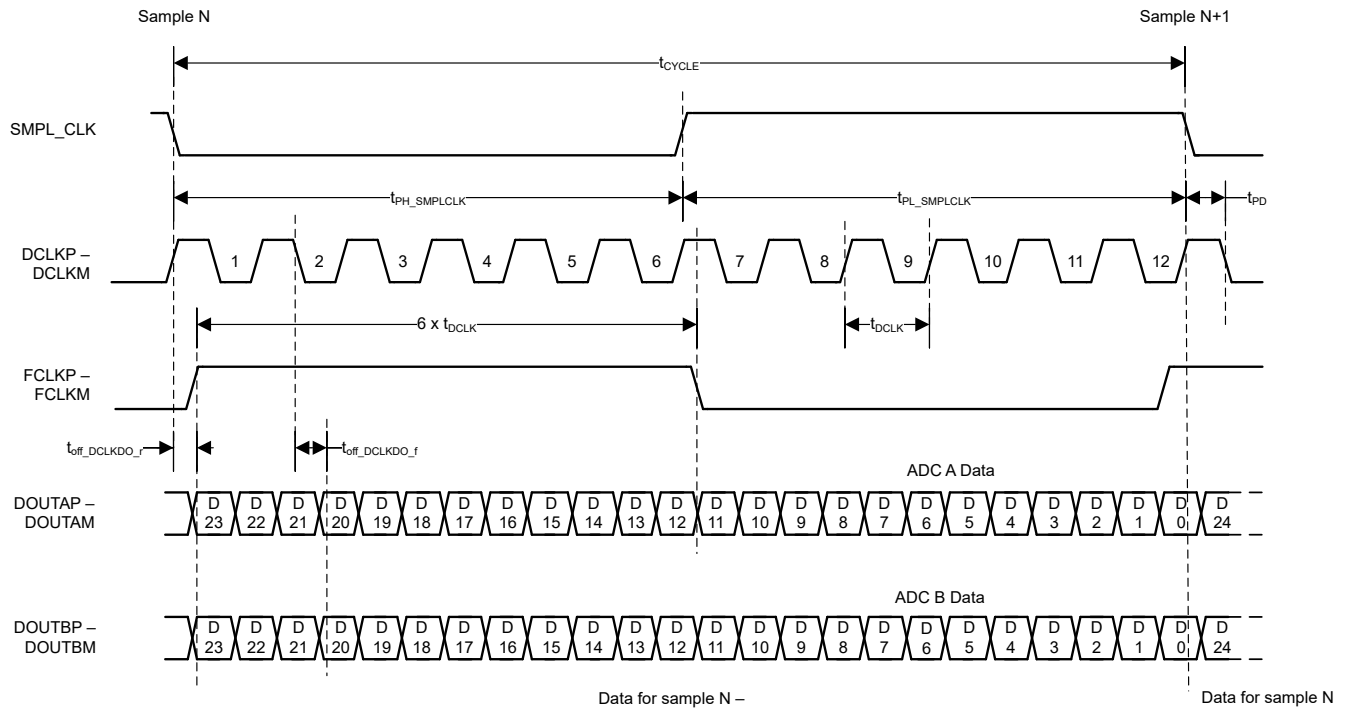 Sample N
Sample N+1
tCYCLE
SMPL_CLK
tPH_SMPLCLK
tPL_SMPLCLK
tPD
DCLKP –
DCLKM
1 2 3 4 5 6 7 8 9 10 11 12
6 x tDCLK
tDCLK
FCLKP –
FCLKM
toff_DCLKDO_r
toff_DCLKDO_f
ADC A Data
DOUTAP –
DOUTAM
D D D D D D D D D D D D D D D D D D D D D D D D D
23 22 21 20 19 18 17 16 15 14 13 12 11 10 9 8 7 6 5 4 3 2 1 0 24
ADC B Data
DOUTBP –
DOUTBM
D D D D D D D D D D D D D D D D D D D D D D D D D
23 22 21 20 19 18 17 16 15 14 13 12 11 10 9 8 7 6 5 4 3 2 1 0 24
Data for sample N –
Data for sample N